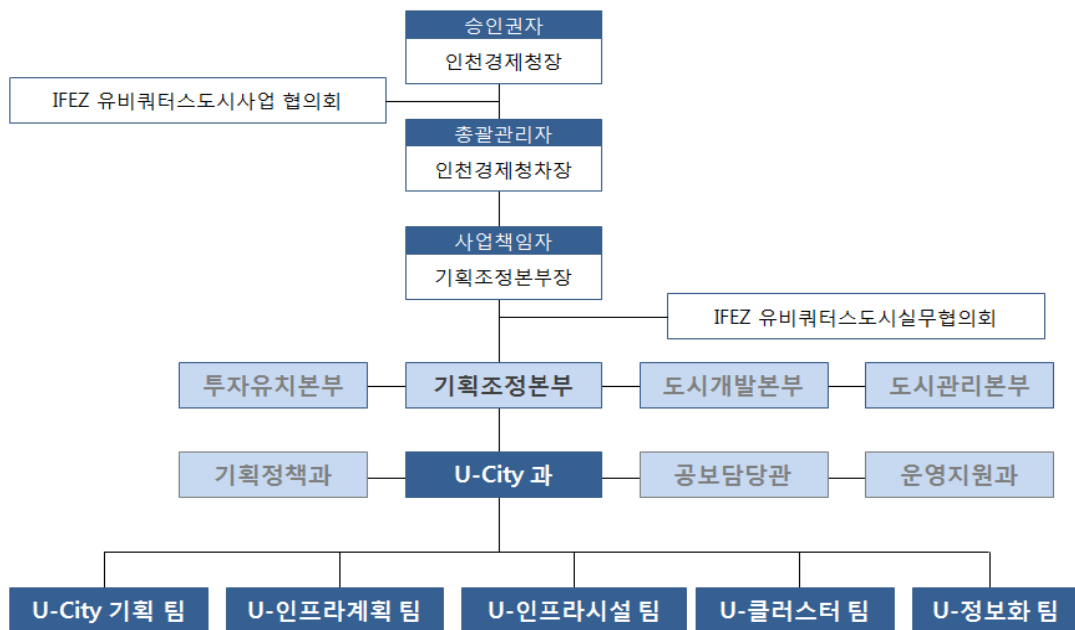 승인권자
인천경제청장
IFEZ 유비쿼터스도시사업 협의회
총괄관리자
인천경제청차장
사업책임자
기획조정본부장
IFEZ 유비쿼터스도시실무협의회
투자유치본부
기획조정본부
도시개발본부
도시관리본부
기획정책과
U-City 과
공보담당관
운영지원과
U-City 기획 팀
U-인프라계획 팀
U-인프라시설 팀
U-클러스터 팀
U-정보화 팀